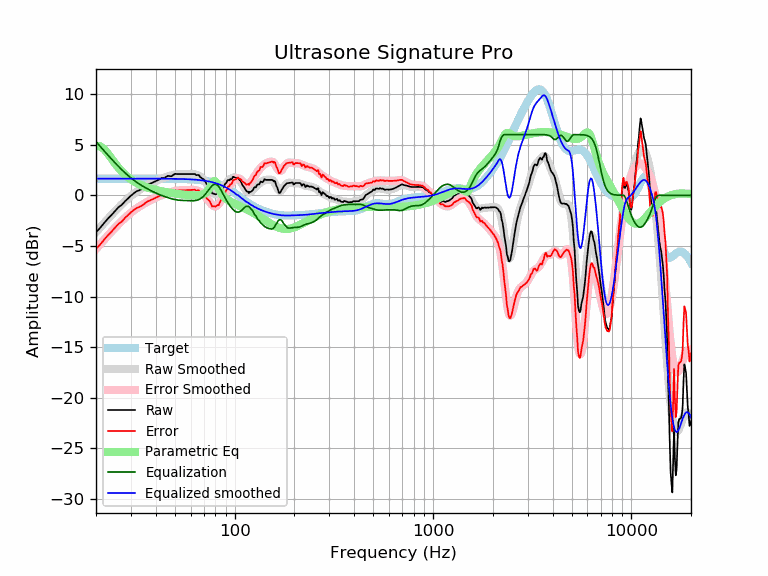 Ultrasone Signature Pro
Amplitude (dBr)
10
5
0
−5
−10
−15
−20
−25
−30
Target
Raw Smoothed
Error Smoothed
Raw
Error
Parametric Eq
Equalization
Equalized smoothed
100
1000
10000
Frequency (Hz)